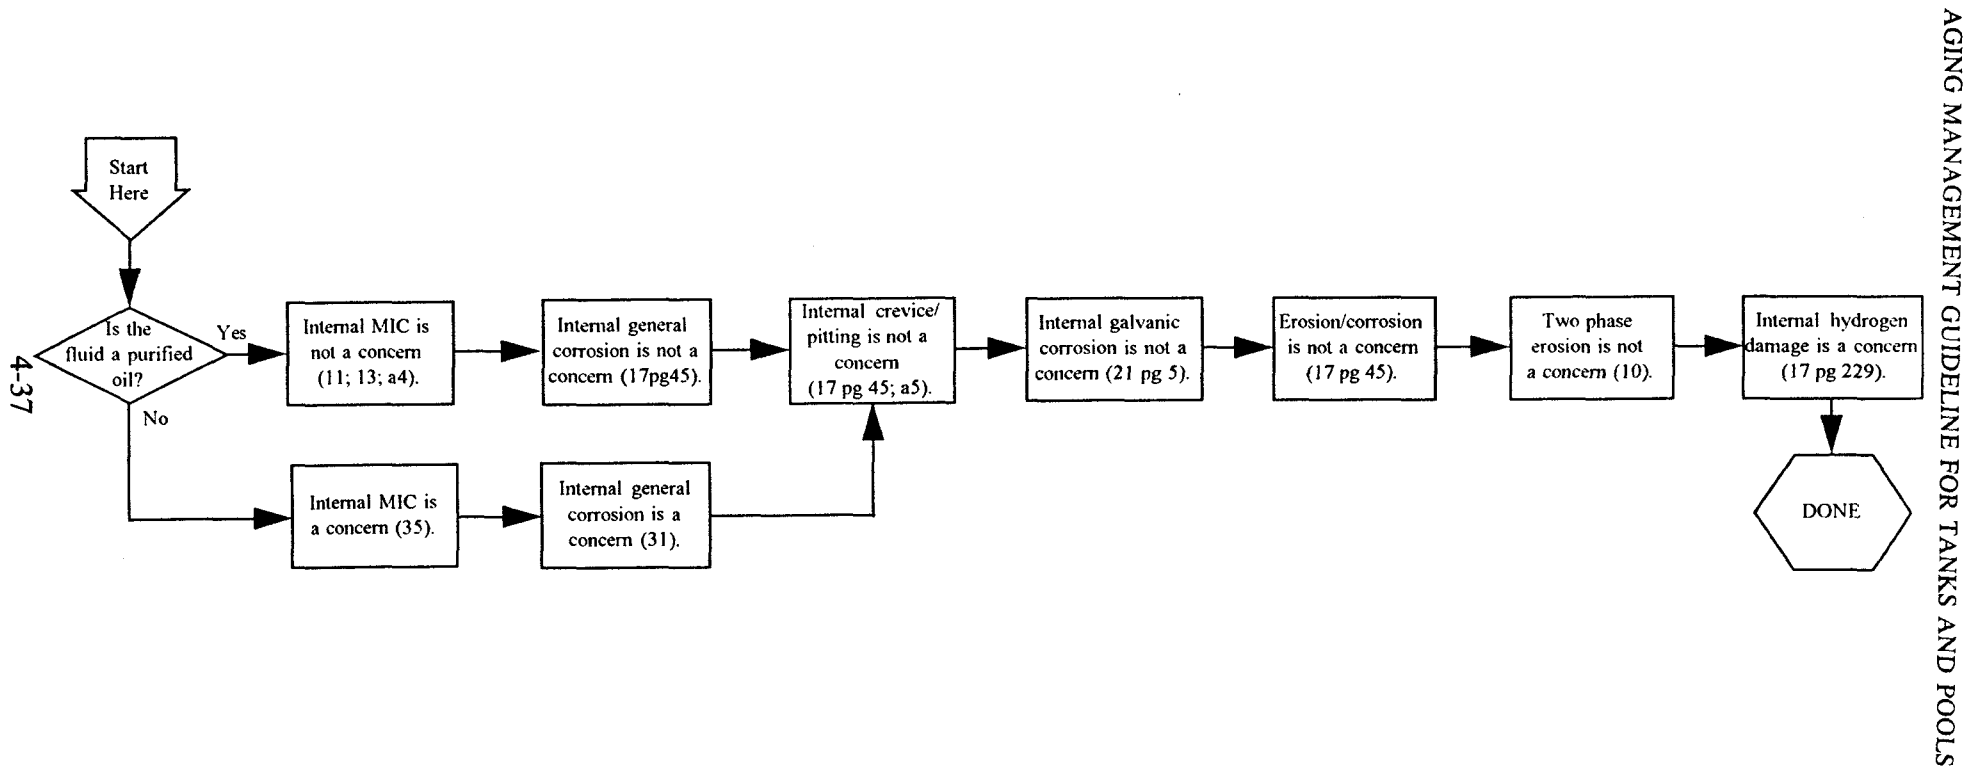 AGING MANAGEMENT GUIDELINE FOR TANKS AND POOLS
Start
Here
Is the
fluid a purified
oil?
Yes
No
Internal MIC is
not a concern
(11; 13; a4).
Internal general
corrosion is not a
concern (17pg45).
Internal crevice/
pitting is not a
concern
(17 pg 45; a5).
Internal galvanic
corrosion is not a
concern (21 pg 5).
Erosion/corrosion
is not a concern
(17 pg 45).
Two phase
erosion is not
a concern (10).
Internal hydrogen
damage is a concern
(17 pg 229).
Internal MIC is
a concern (35).
Internal general
corrosion is a
concern (31).
DONE
4-37